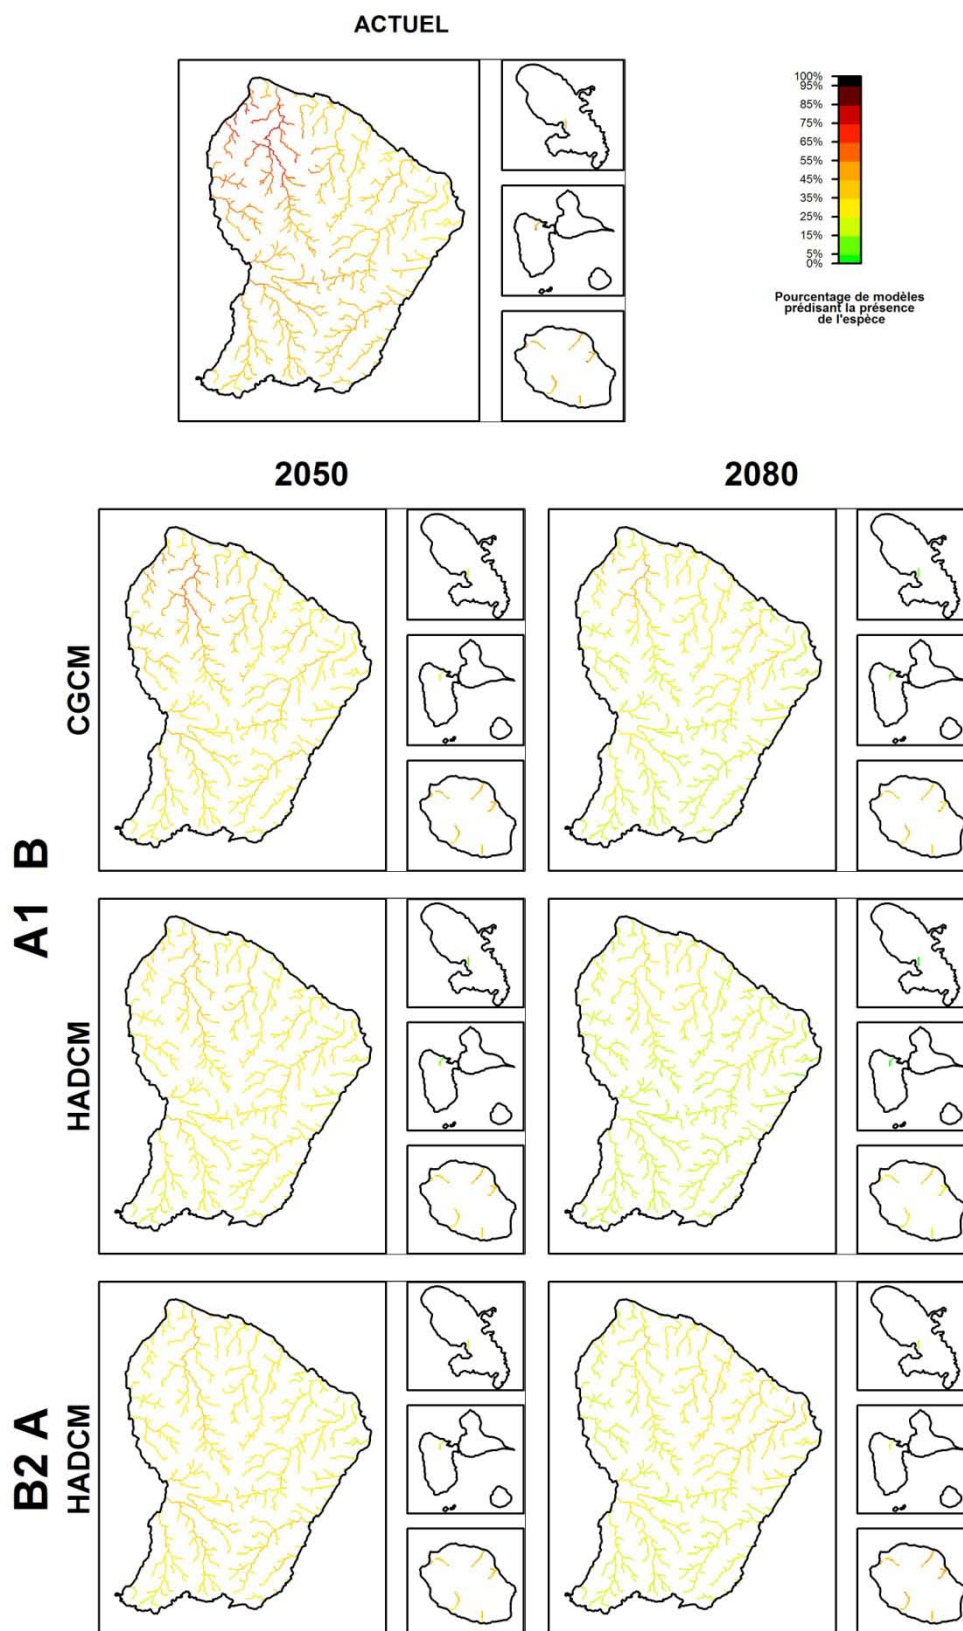 ACTUEL
100%
95%
85%
75%
65%
55%
45%
35%
25%
15%
5%
0%
Pourcentage de modèles
prédisant la présence
de l'espèce
2050
2080
B
CGCM
A1
HADCM
B2 A
HADCM